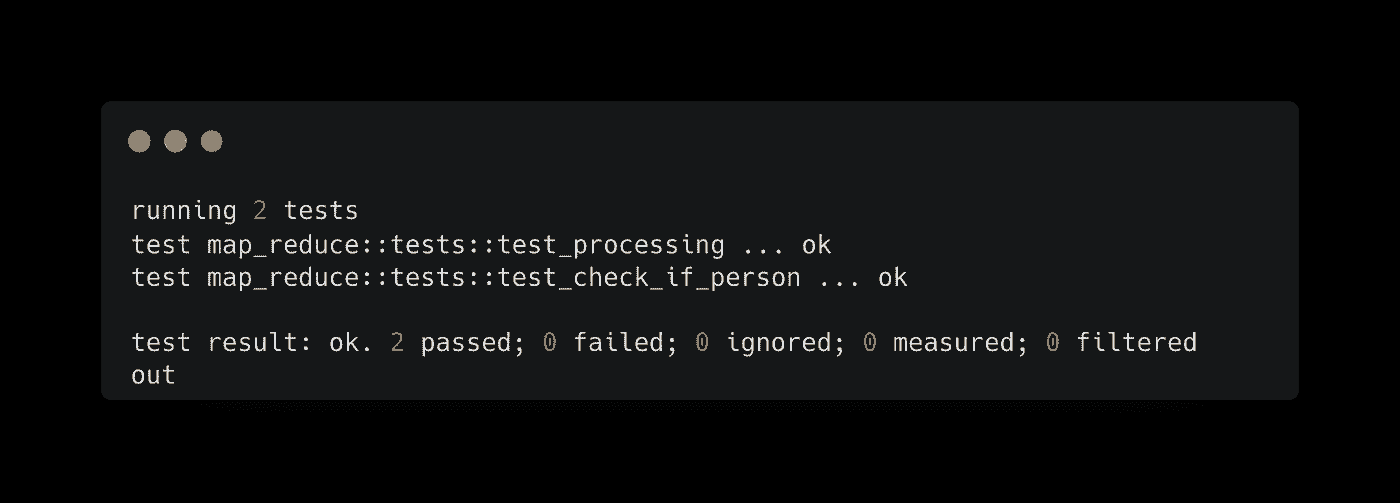 running 2 tests
test map_reduce::tests::test_processing ... ok
test map_reduce::tests::test_check_if_person ... ok
test result: ok. 2 passed; 0 failed; 0 ignored; 0 measured; 0 filtered
out